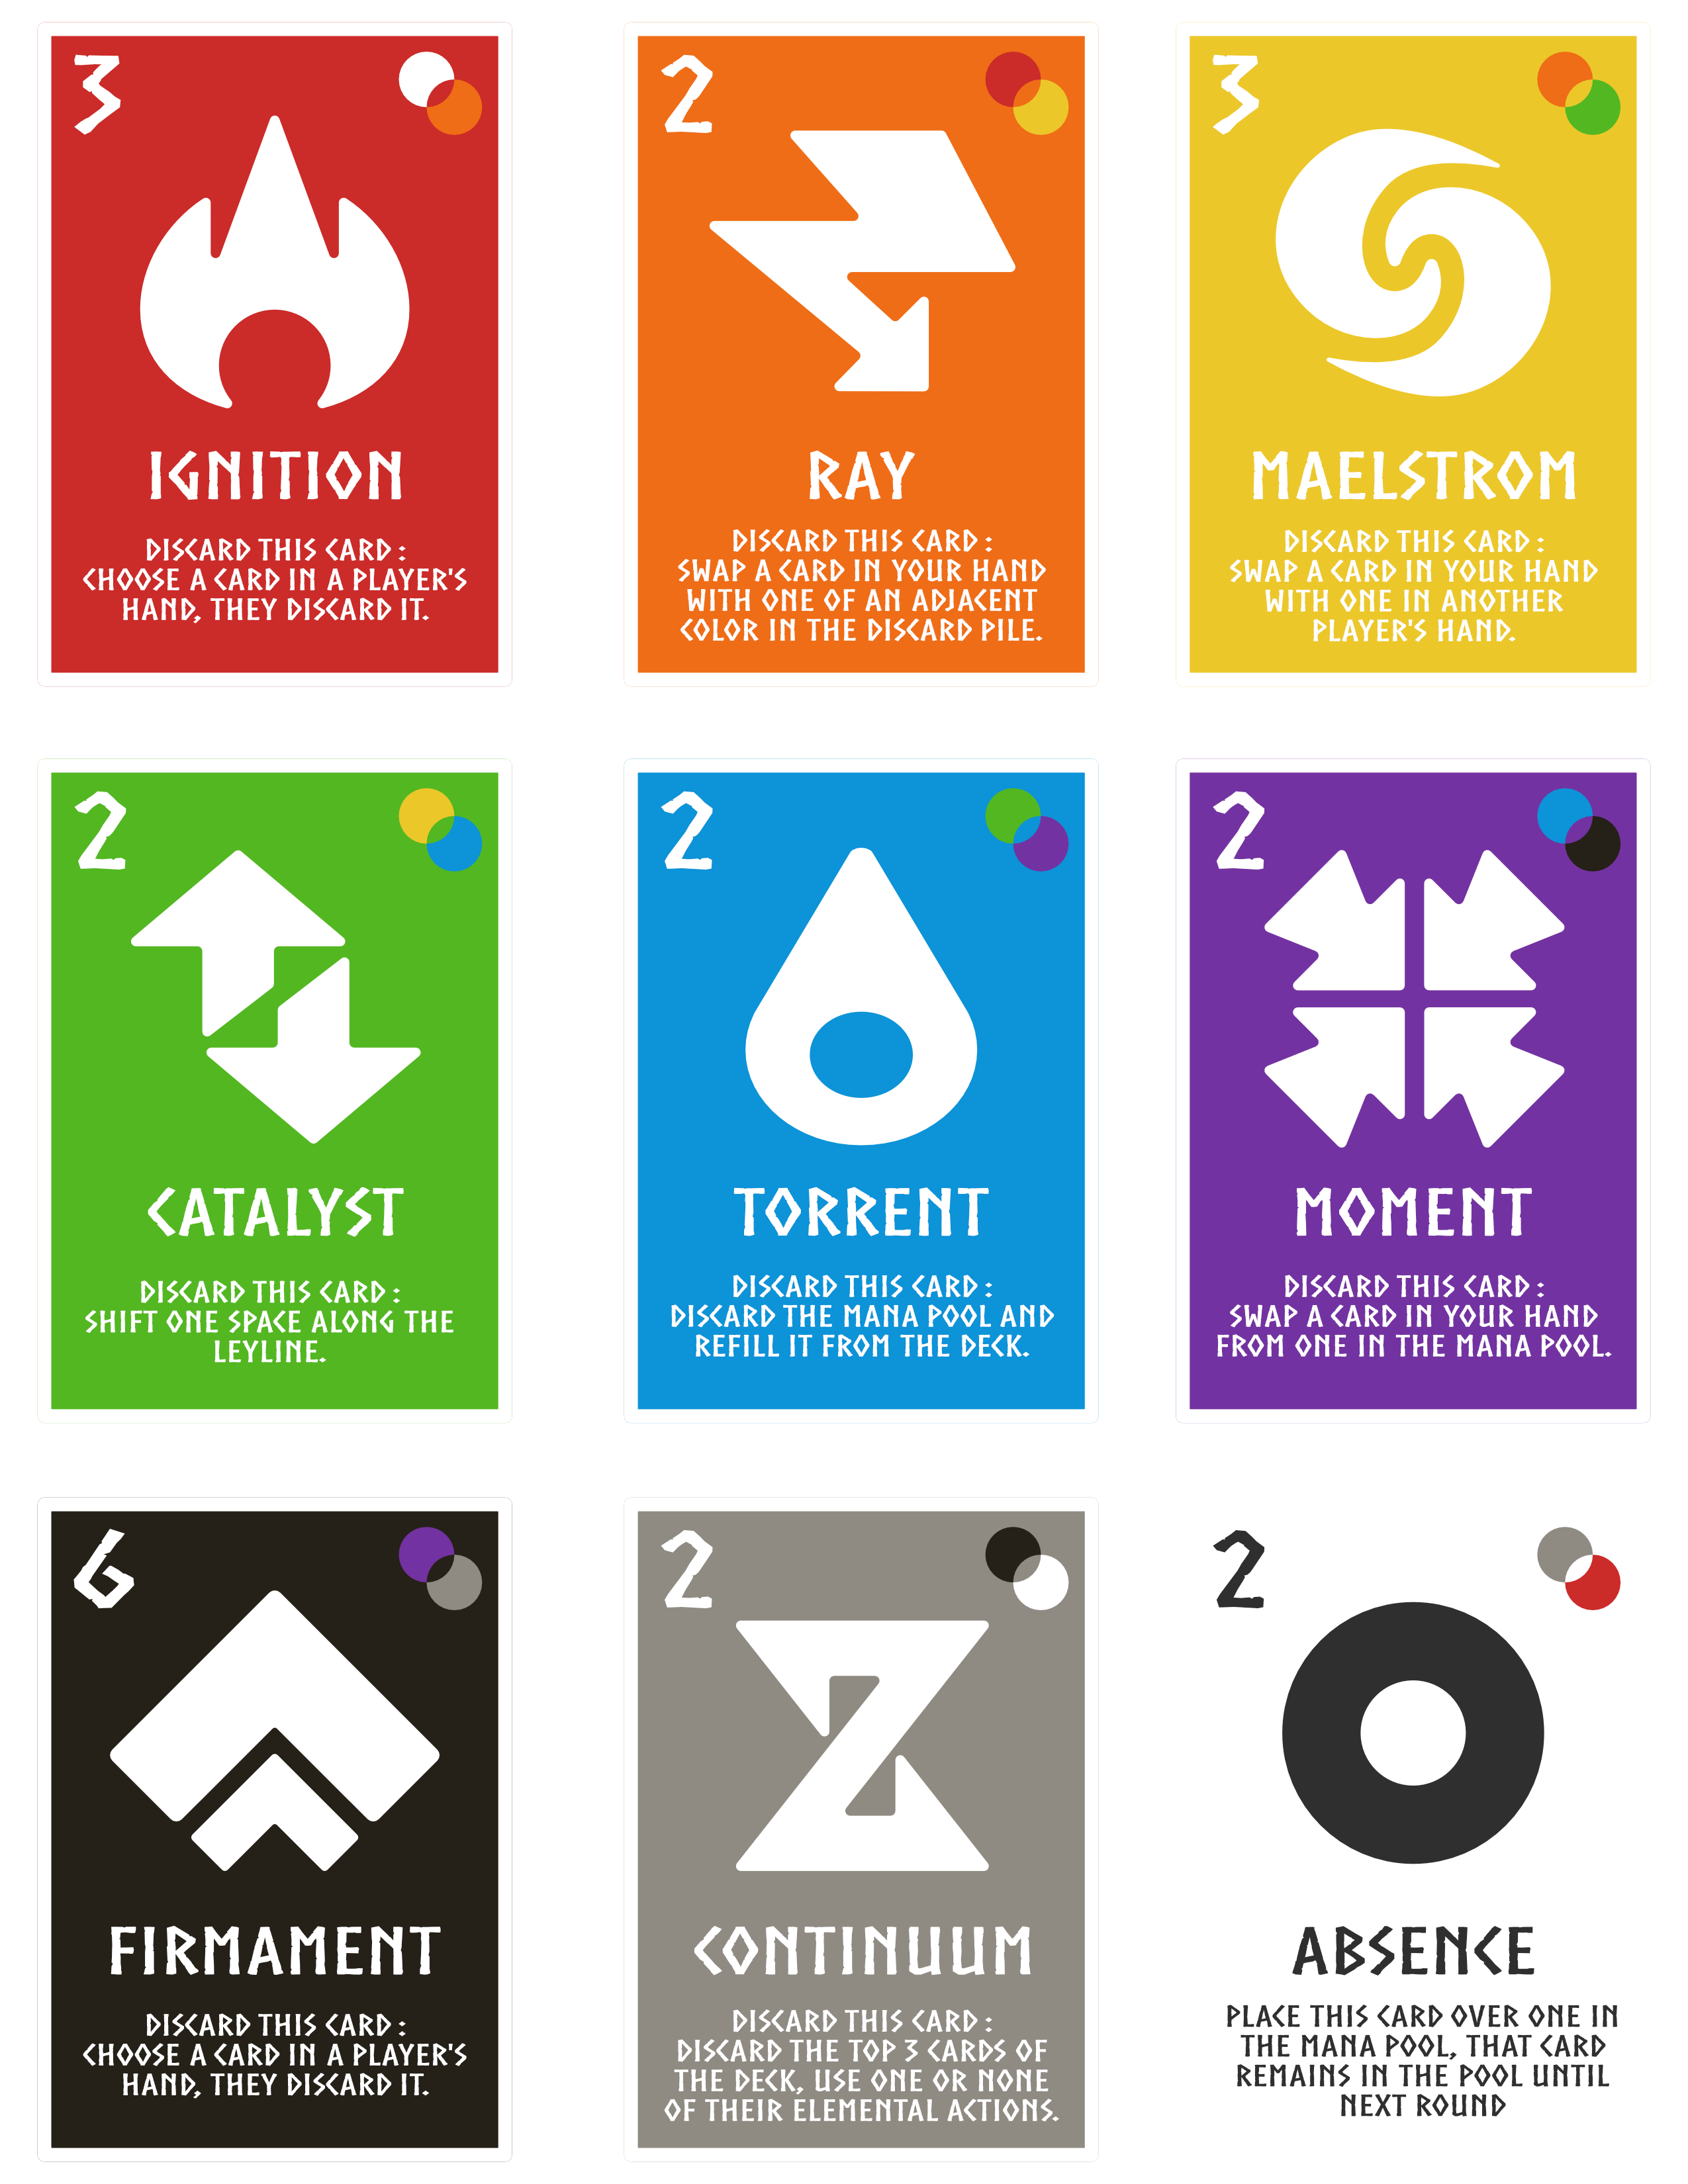 3
IGNITION
DISCARD THIS CARD :
CHOOSE A CARD IN A PLAYER'S
HAND, THEY DISCARD IT.
2
RAY
DISCARD THIS CARD :
SWAP A CARD IN YOUR HAND
WITH ONE OF AN ADJACENT
COLOR IN THE DISCARD PILE.
3
MAELSTROM
DISCARD THIS CARD :
SWAP A CARD IN YOUR HAND
WITH ONE IN ANOTHER
PLAYER'S HAND.
2
CATALYST
DISCARD THIS CARD :
SHIFT ONE SPACE ALONG THE
LEYLINE.
2
TORRENT
DISCARD THIS CARD :
DISCARD THE MANA POOL AND
REFILL IT FROM THE DECK.
2
MOMENT
DISCARD THIS CARD :
SWAP A CARD IN YOUR HAND
FROM ONE IN THE MANA POOL.
6
FIRMAMENT
DISCARD THIS CARD :
CHOOSE A CARD IN A PLAYER'S
HAND, THEY DISCARD IT.
2
CONTINUUM
DISCARD THIS CARD :
DISCARD THE TOP 3 CARDS OF
THE DECK, USE ONE OR NONE
OF THEIR ELEMENTAL ACTIONS.
2
ABSENCE
PLACE THIS CARD OVER ONE IN
THE MANA POOL, THAT CARD
REMAINS IN THE POOL UNTIL
NEXT ROUND